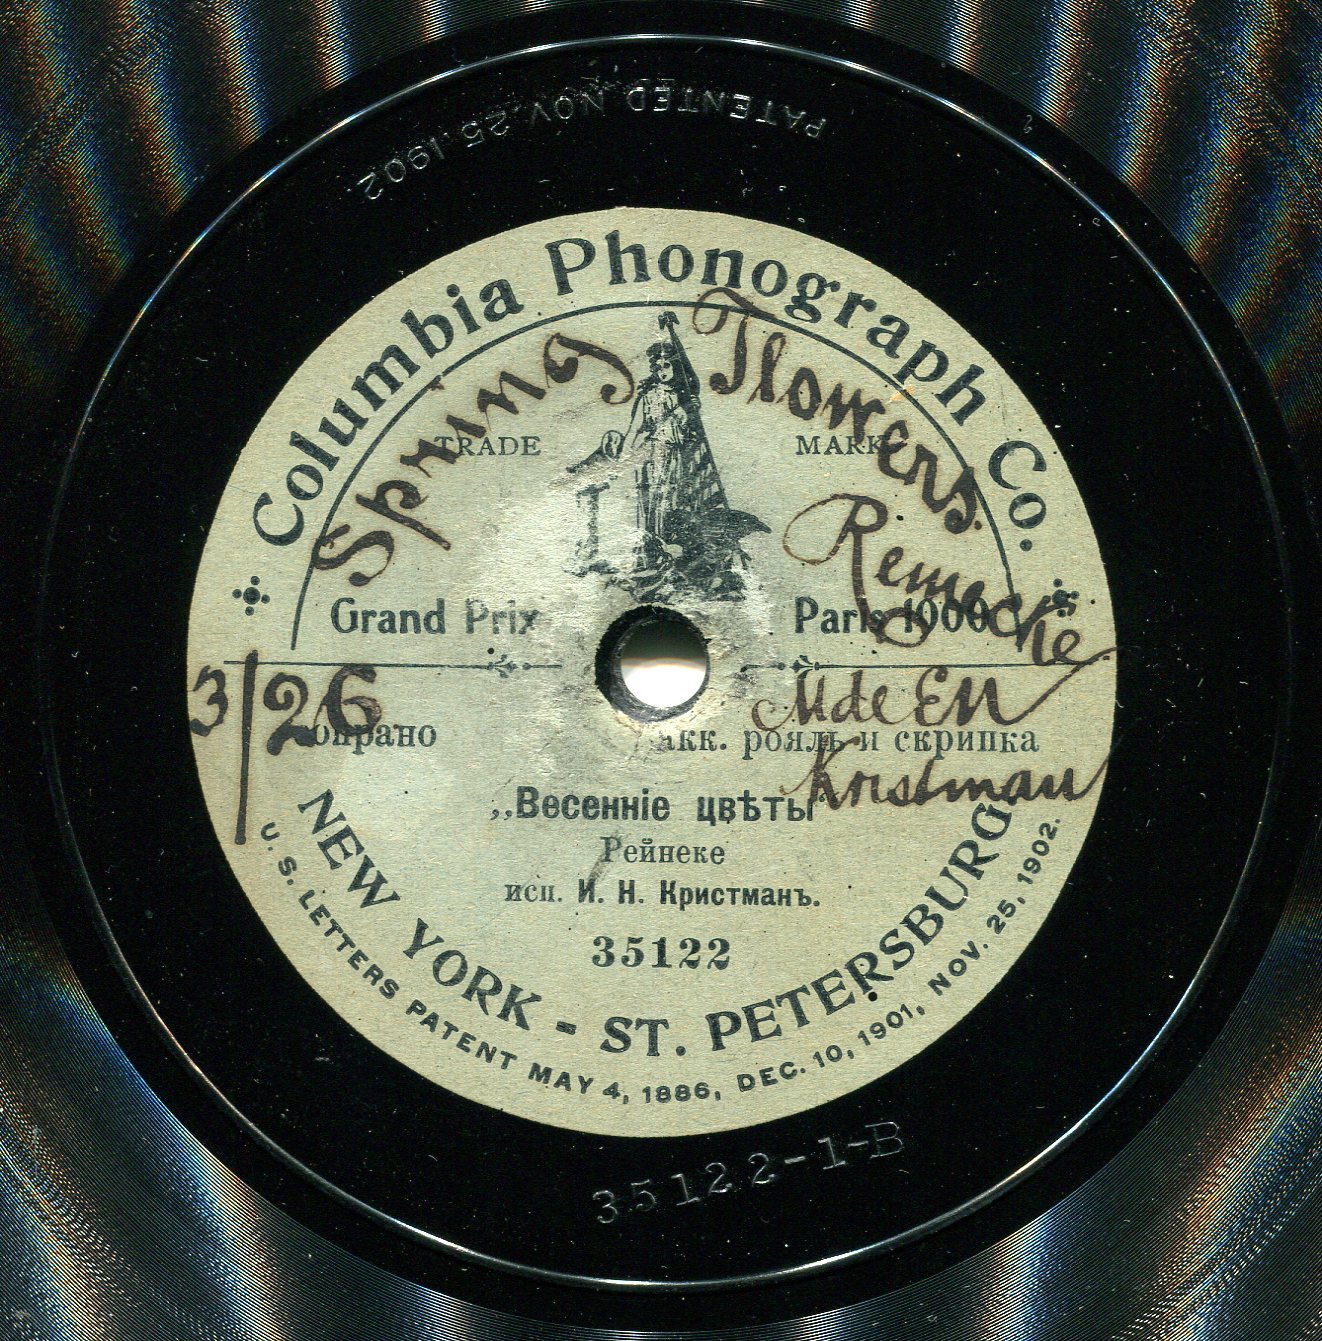 PATENTED NOV. 25. 1902.
Columbia Phonograph Co.
Spring Flowers
TRADE MARK
Reinecke
Grand Prix Paris 1900
3/26
Mde EN
Kristman
сопрано акк. рояль и скрипка
„Весеннiе цвѣты“
Рейнеке
исп. И. Н. Кристманъ.
35122
NEW YORK - ST. PETERSBURG.
U. S. LETTERS PATENT MAY 4, 1886, DEC. 10, 1901, NOV. 25, 1902.
35122-1-B